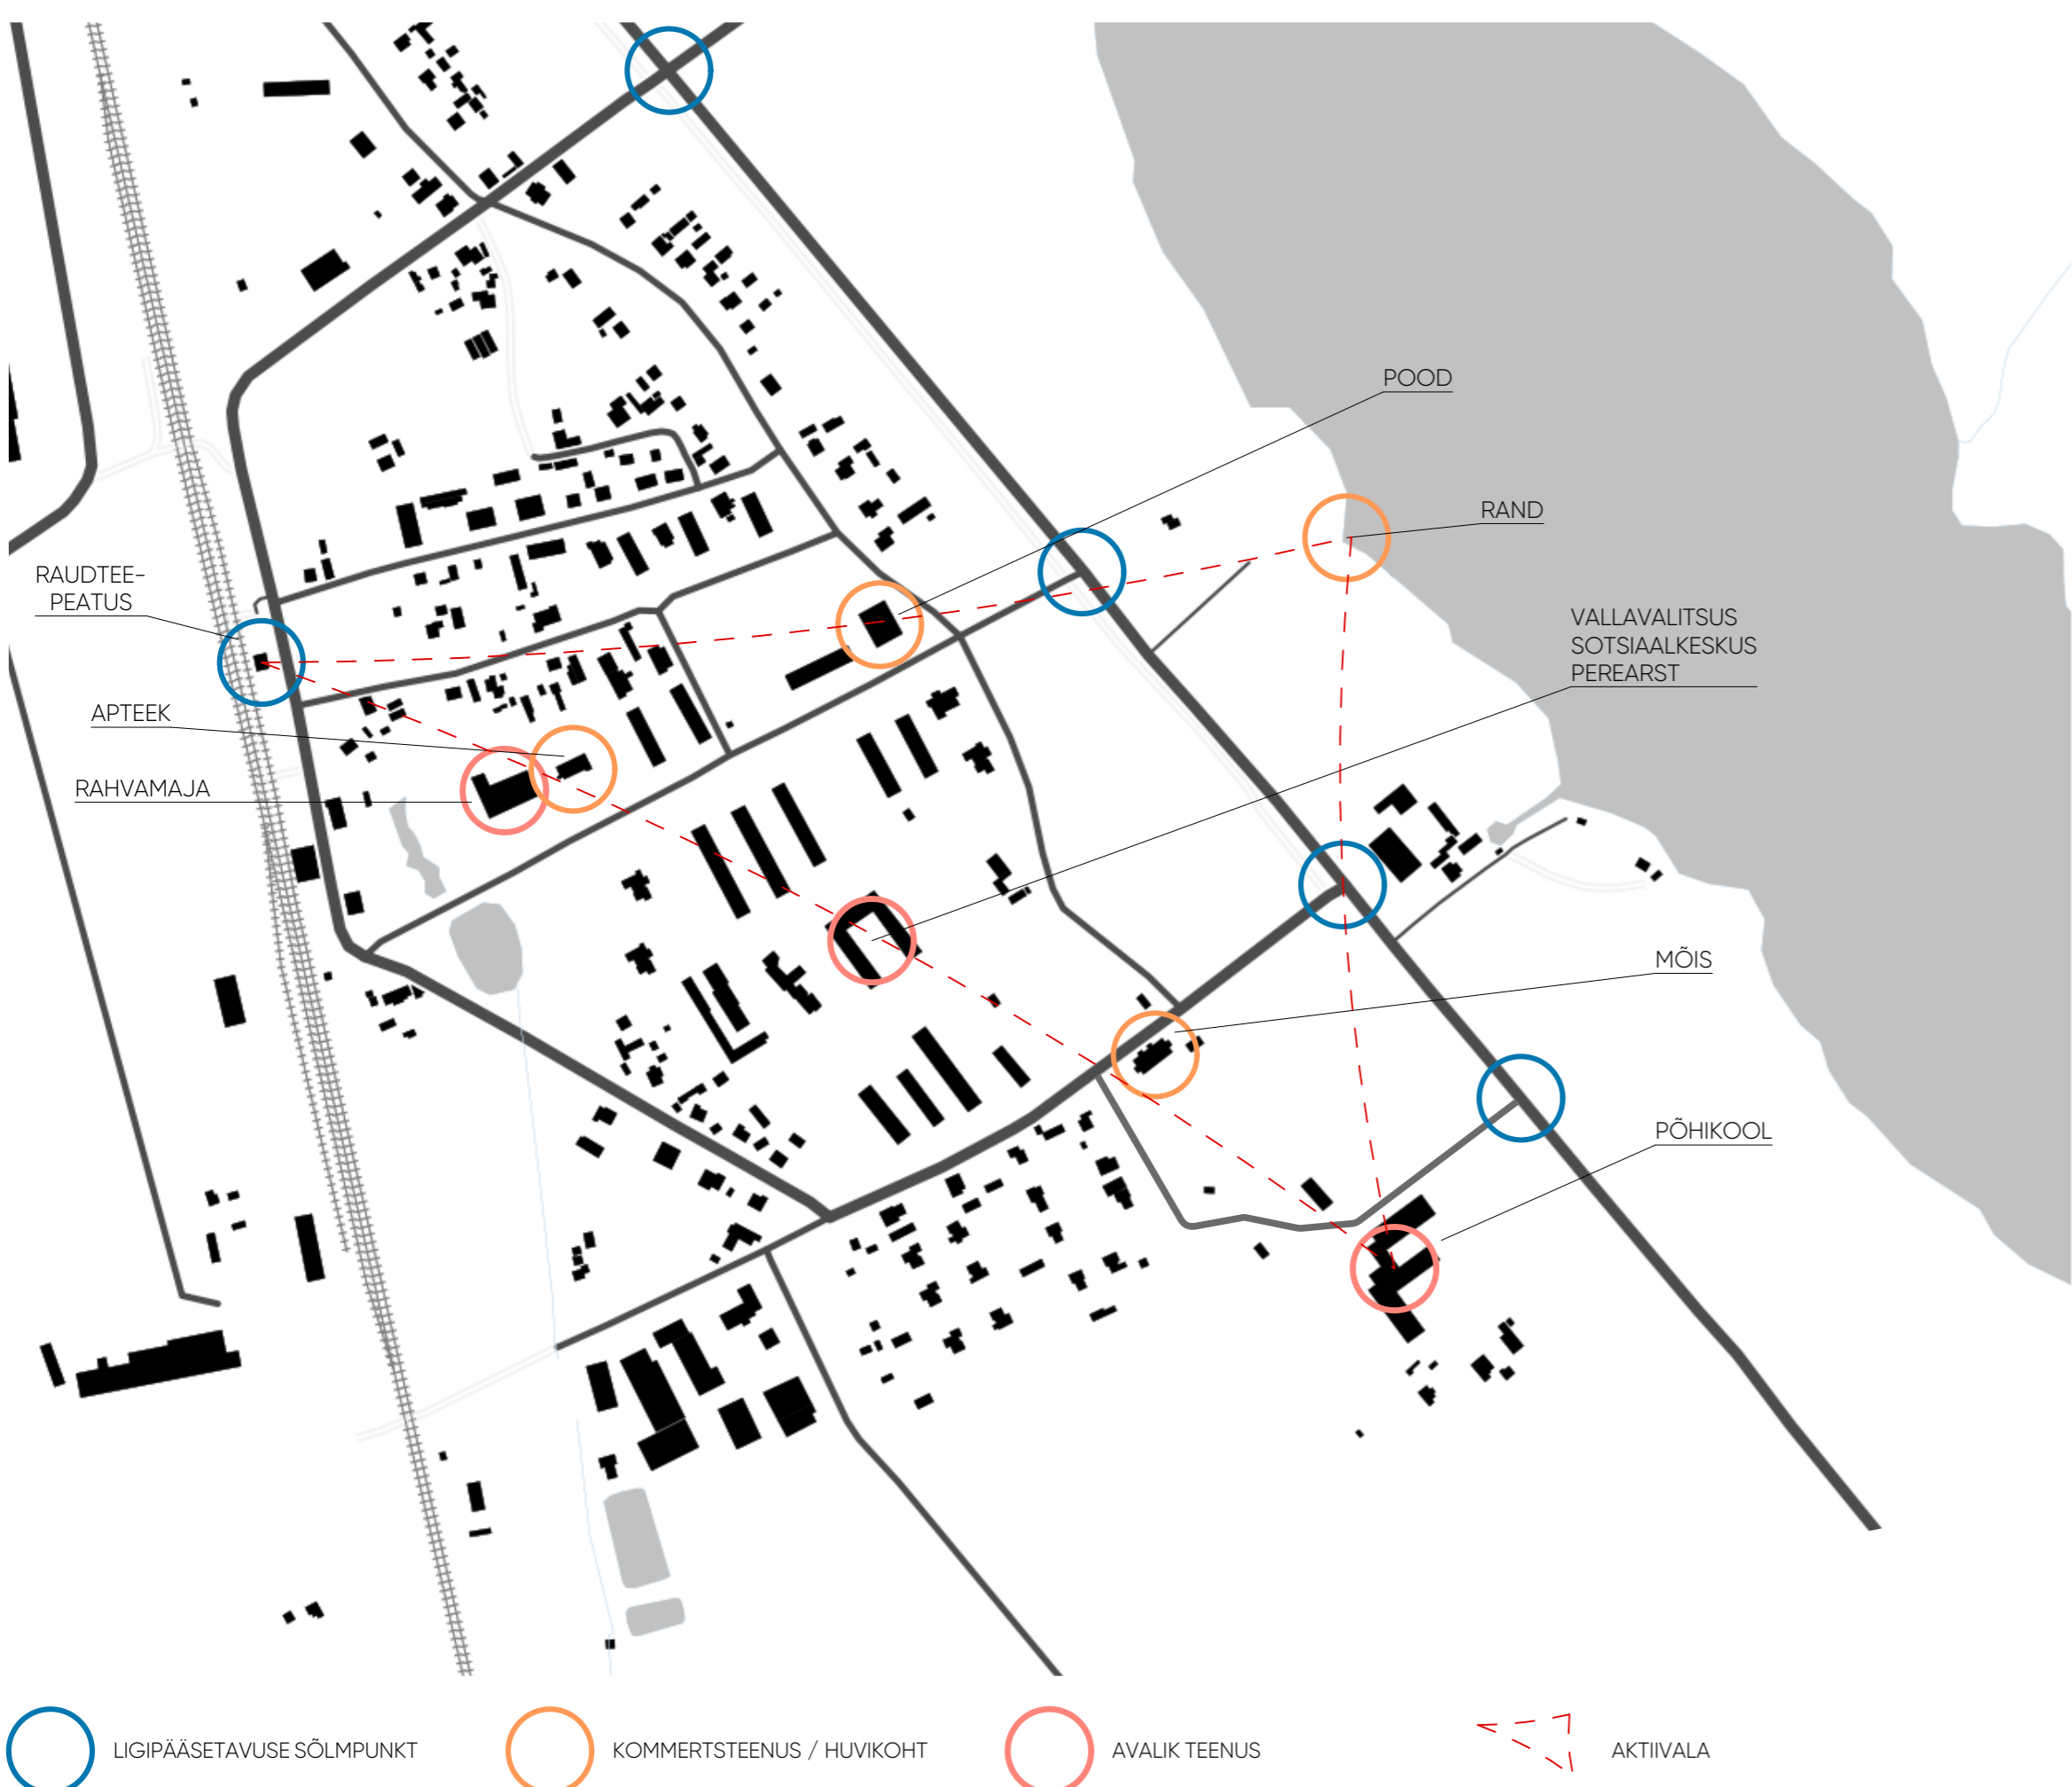 POOD
RAND
RAUDTEE-
PEATUS
VALLAVALITSUS
SOTSIAALKESKUS
PEREARST
APTEEK
RAHVAMAJA
MÕIS
PÕHIKOOL
LIGIPÄÄSETAVUSE SÕLMPUNKT
KOMMERTSTEENUS / HUVIKOHT
AVALIK TEENUS
AKTIIVALA